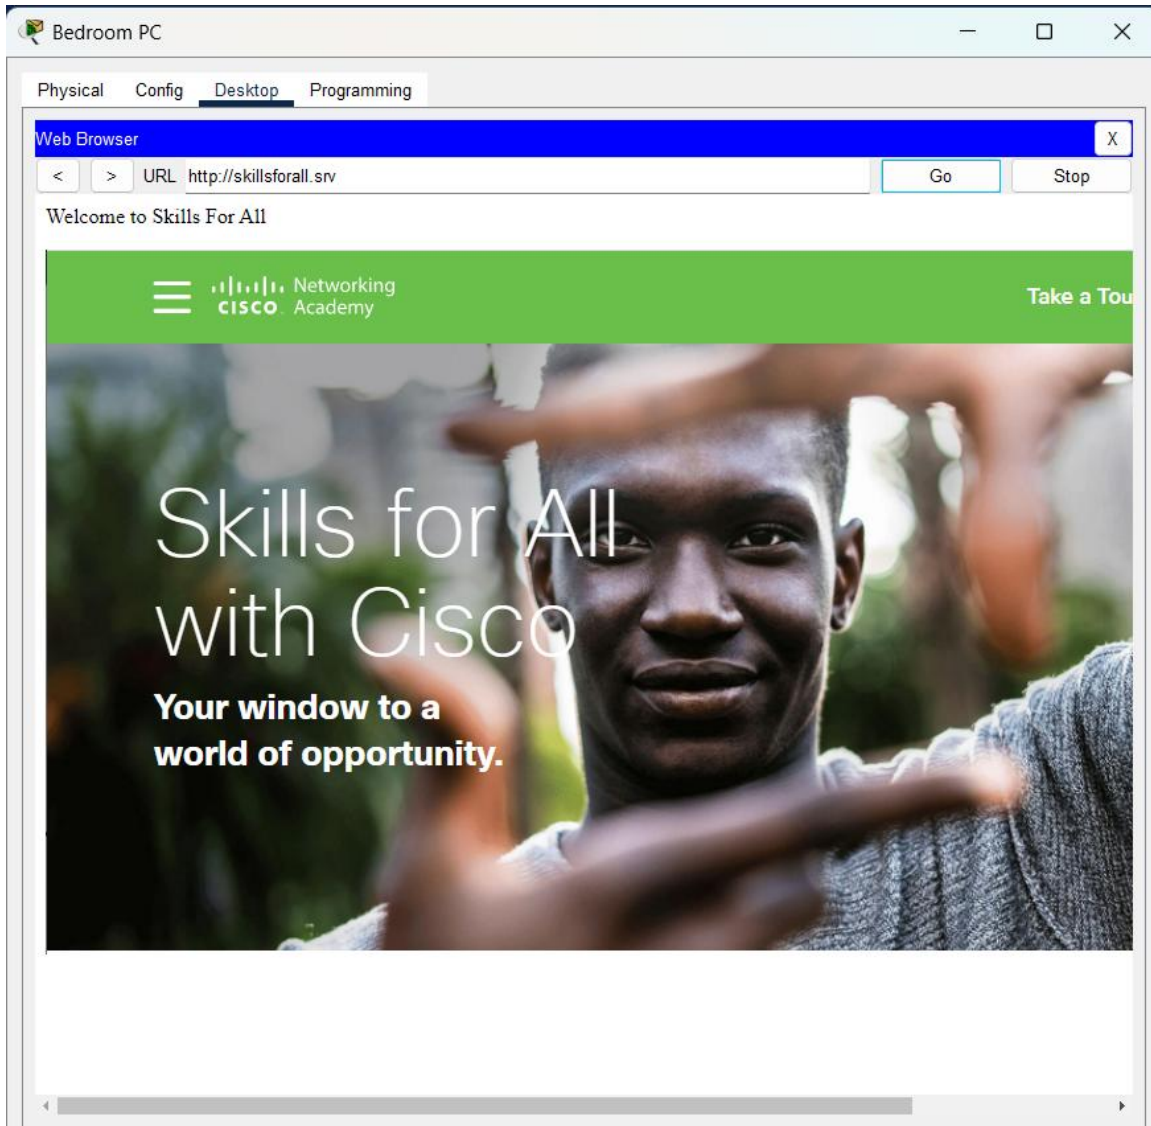 Bedroom PC
Physical Config Desktop Programming
Web Browser X
< > URL http://skillsforall.srv Go Stop
Welcome to Skills For All
Networking
CISCO Academy
Take a Tou
Skills for All
with Cisco
Your window to a
world of opportunity.